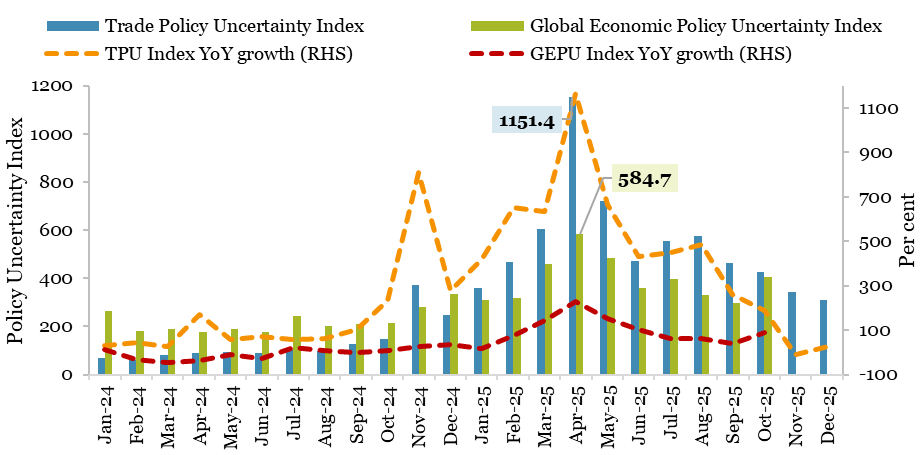 Trade Policy Uncertainty Index
Global Economic Policy Uncertainty Index
TPU Index YoY growth (RHS)
GEPU Index YoY growth (RHS)
Policy Uncertainty Index
1200
1000
800
600
400
200
0
1151.4
584.7
1100
900
700
500
300
100
-100
Per cent
Jan-24
Feb-24
Mar-24
Apr-24
May-24
Jun-24
Jul-24
Aug-24
Sep-24
Oct-24
Nov-24
Dec-24
Jan-25
Feb-25
Mar-25
Apr-25
May-25
Jun-25
Jul-25
Aug-25
Sep-25
Oct-25
Nov-25
Dec-25